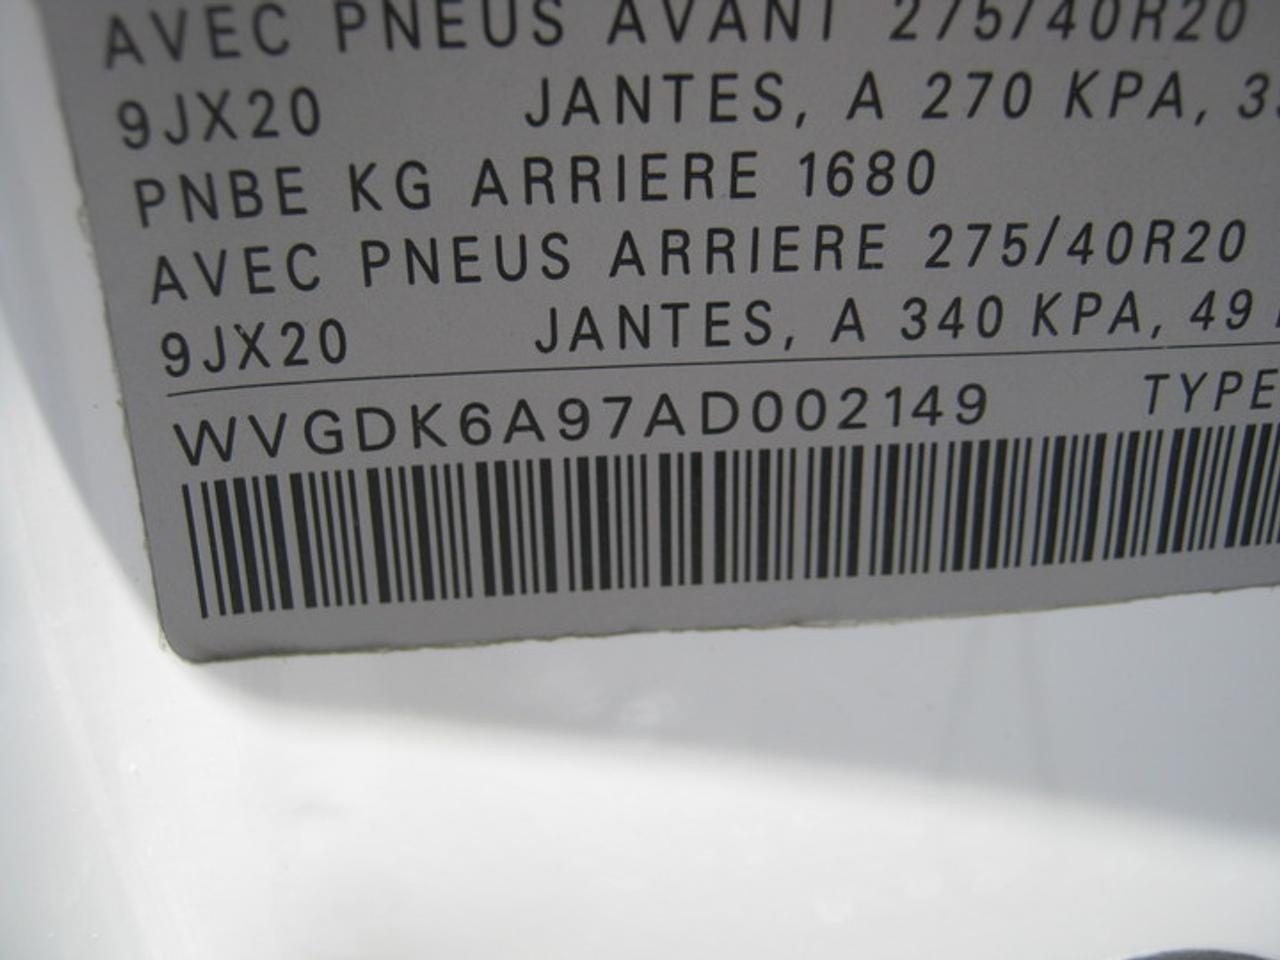 AVEC PNEUS AVANT 275/40R20
9JX20 JANTES, A 270 KPA, 3
PNBE KG ARRIERE 1680
AVEC PNEUS ARRIERE 275/40R20
9JX20 JANTES, A 340 KPA, 49
WVGDK6A97AD002149 TYPE